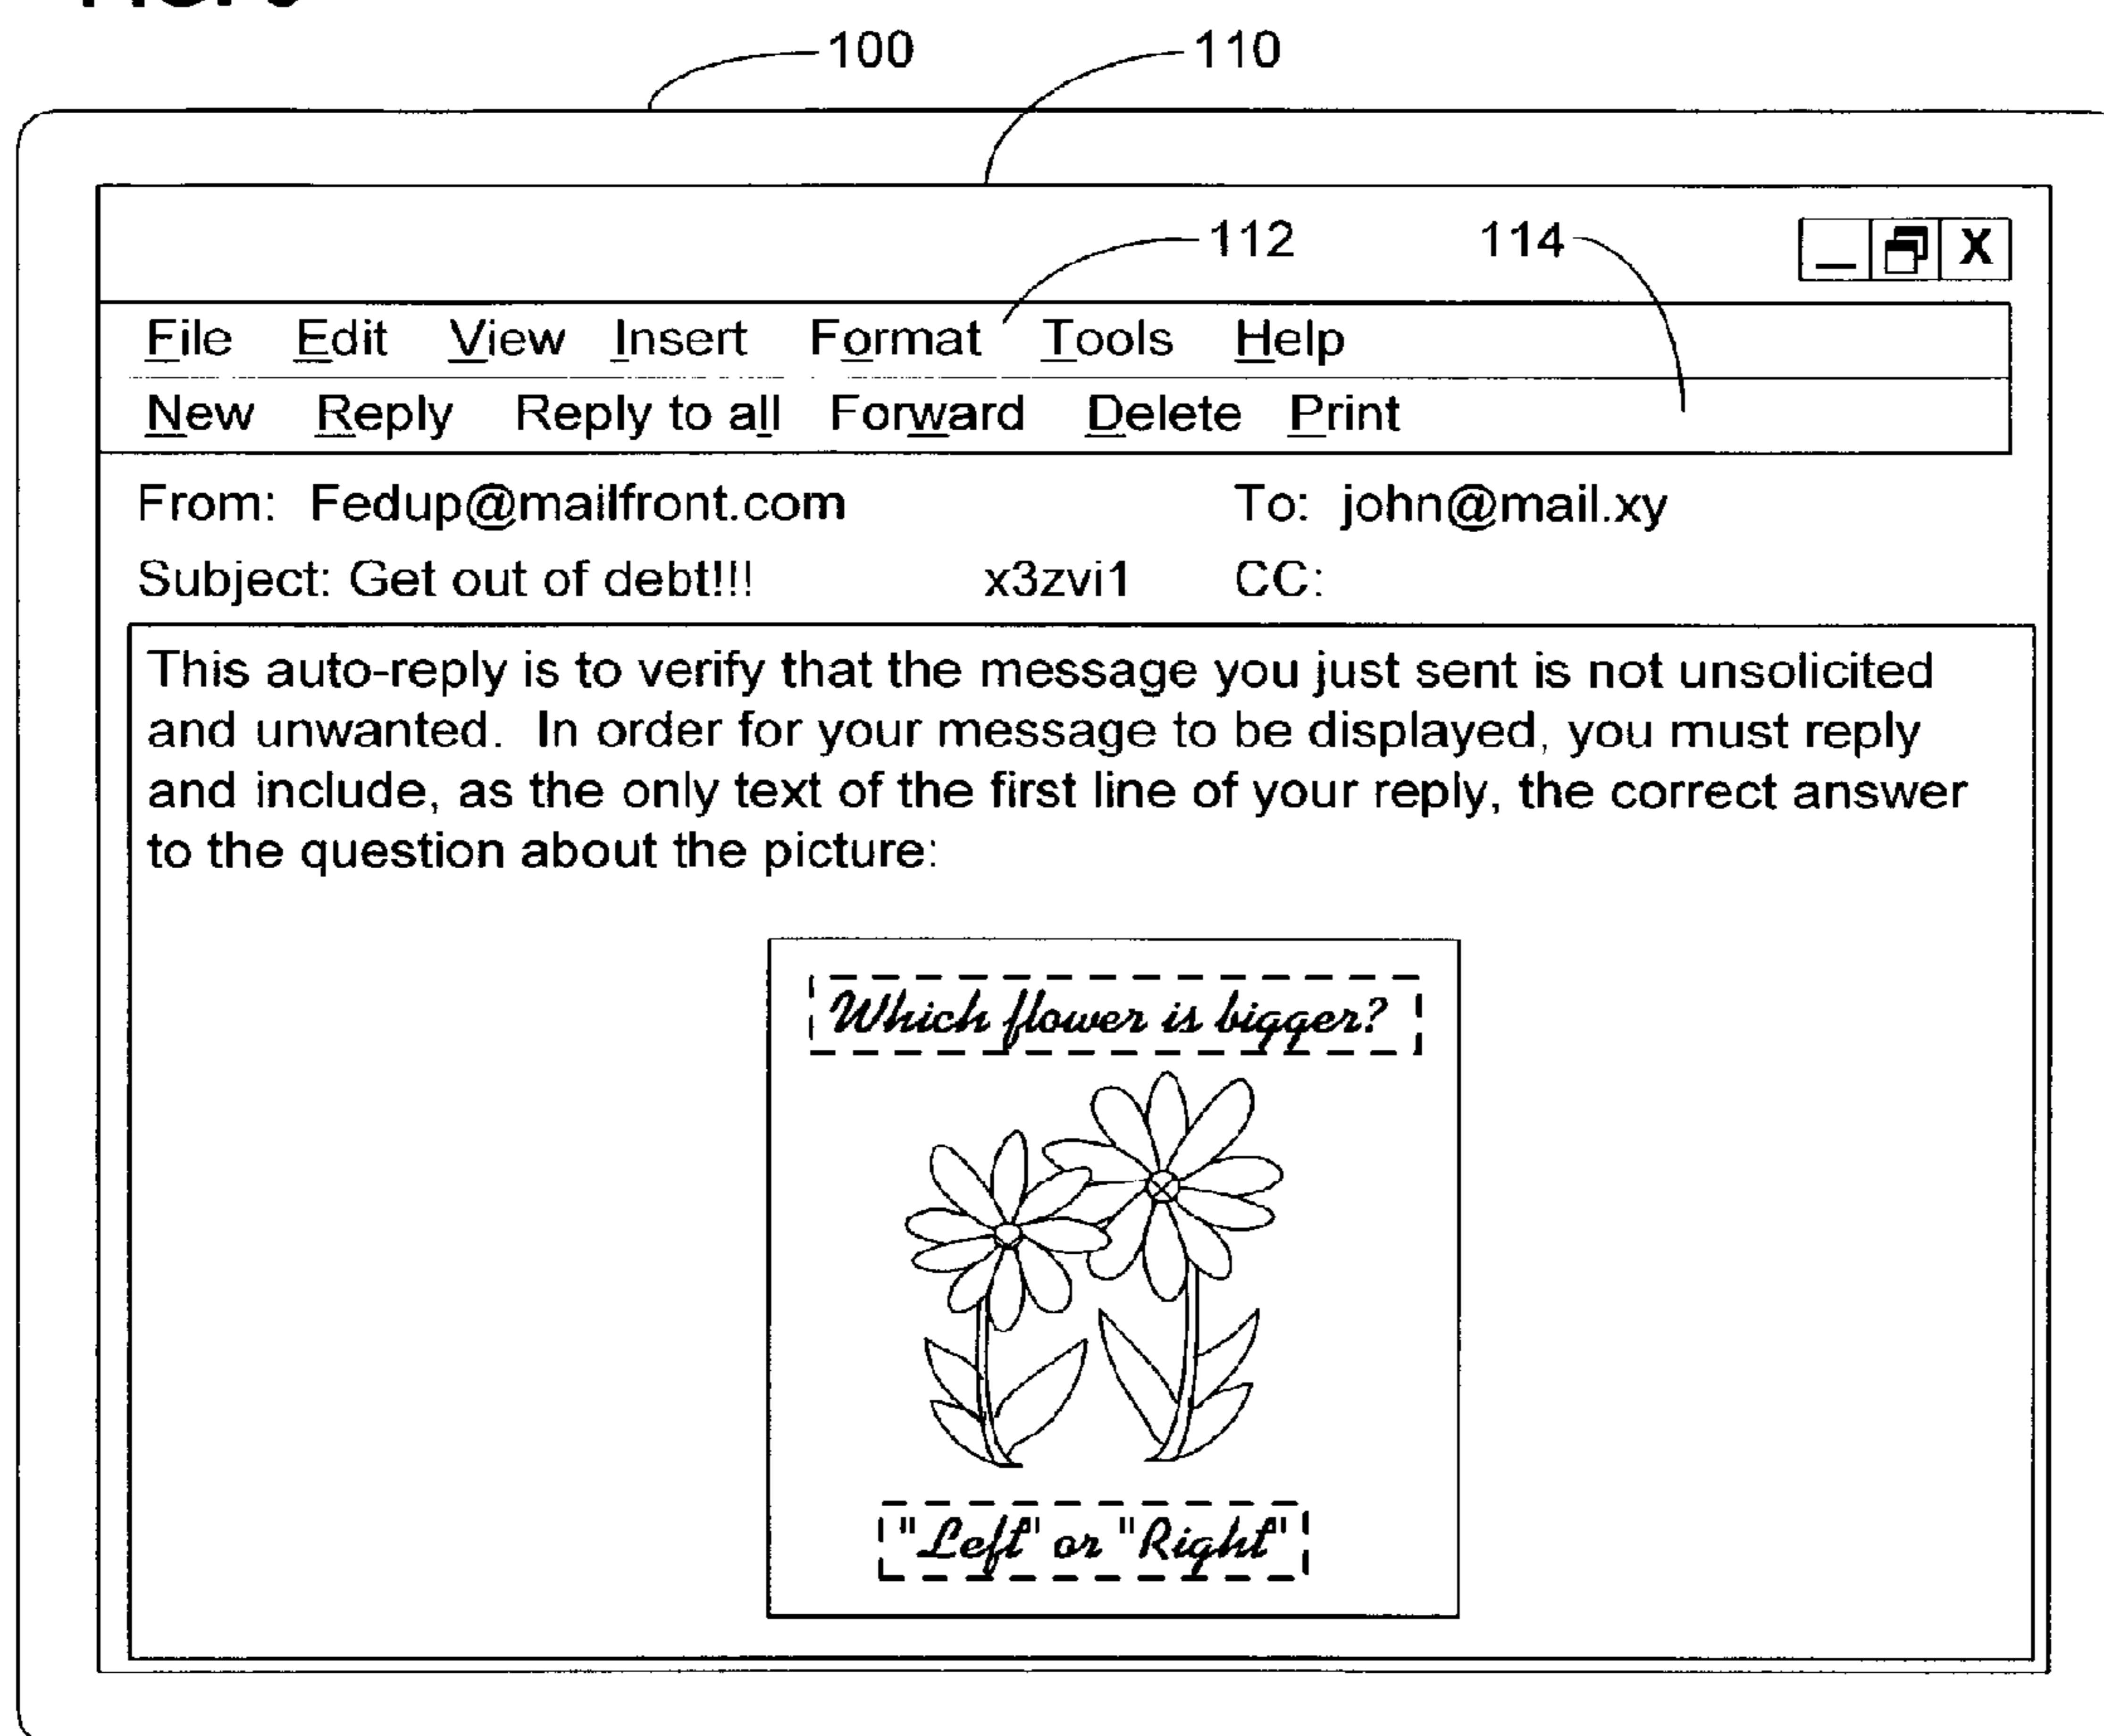 100 110
112 114 X
File Edit View Insert Format Tools Help
New Reply Reply to all Forward Delete Print
From: Fedup@mailfront.com To: john@mail.xy
Subject: Get out of debt!!! x3zvi1 CC:
This auto-reply is to verify that the message you just sent is not unsolicited
and unwanted. In order for your message to be displayed, you must reply
and include, as the only text of the first line of your reply, the correct answer
to the question about the picture:
Which flower is bigger?
"Left" or "Right"